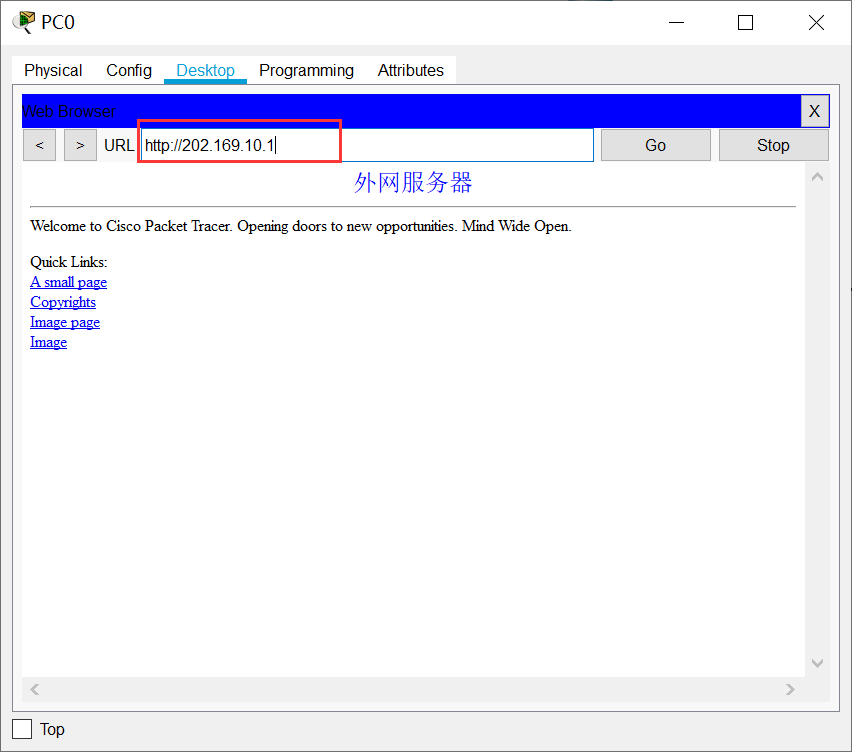 PC0
Physical Config Desktop Programming Attributes
Web Browser X
< > URL http://202.169.10.1 Go Stop
外网服务器
Welcome to Cisco Packet Tracer. Opening doors to new opportunities. Mind Wide Open.
Quick Links:
A small page
Copyrights
Image page
Image
Top